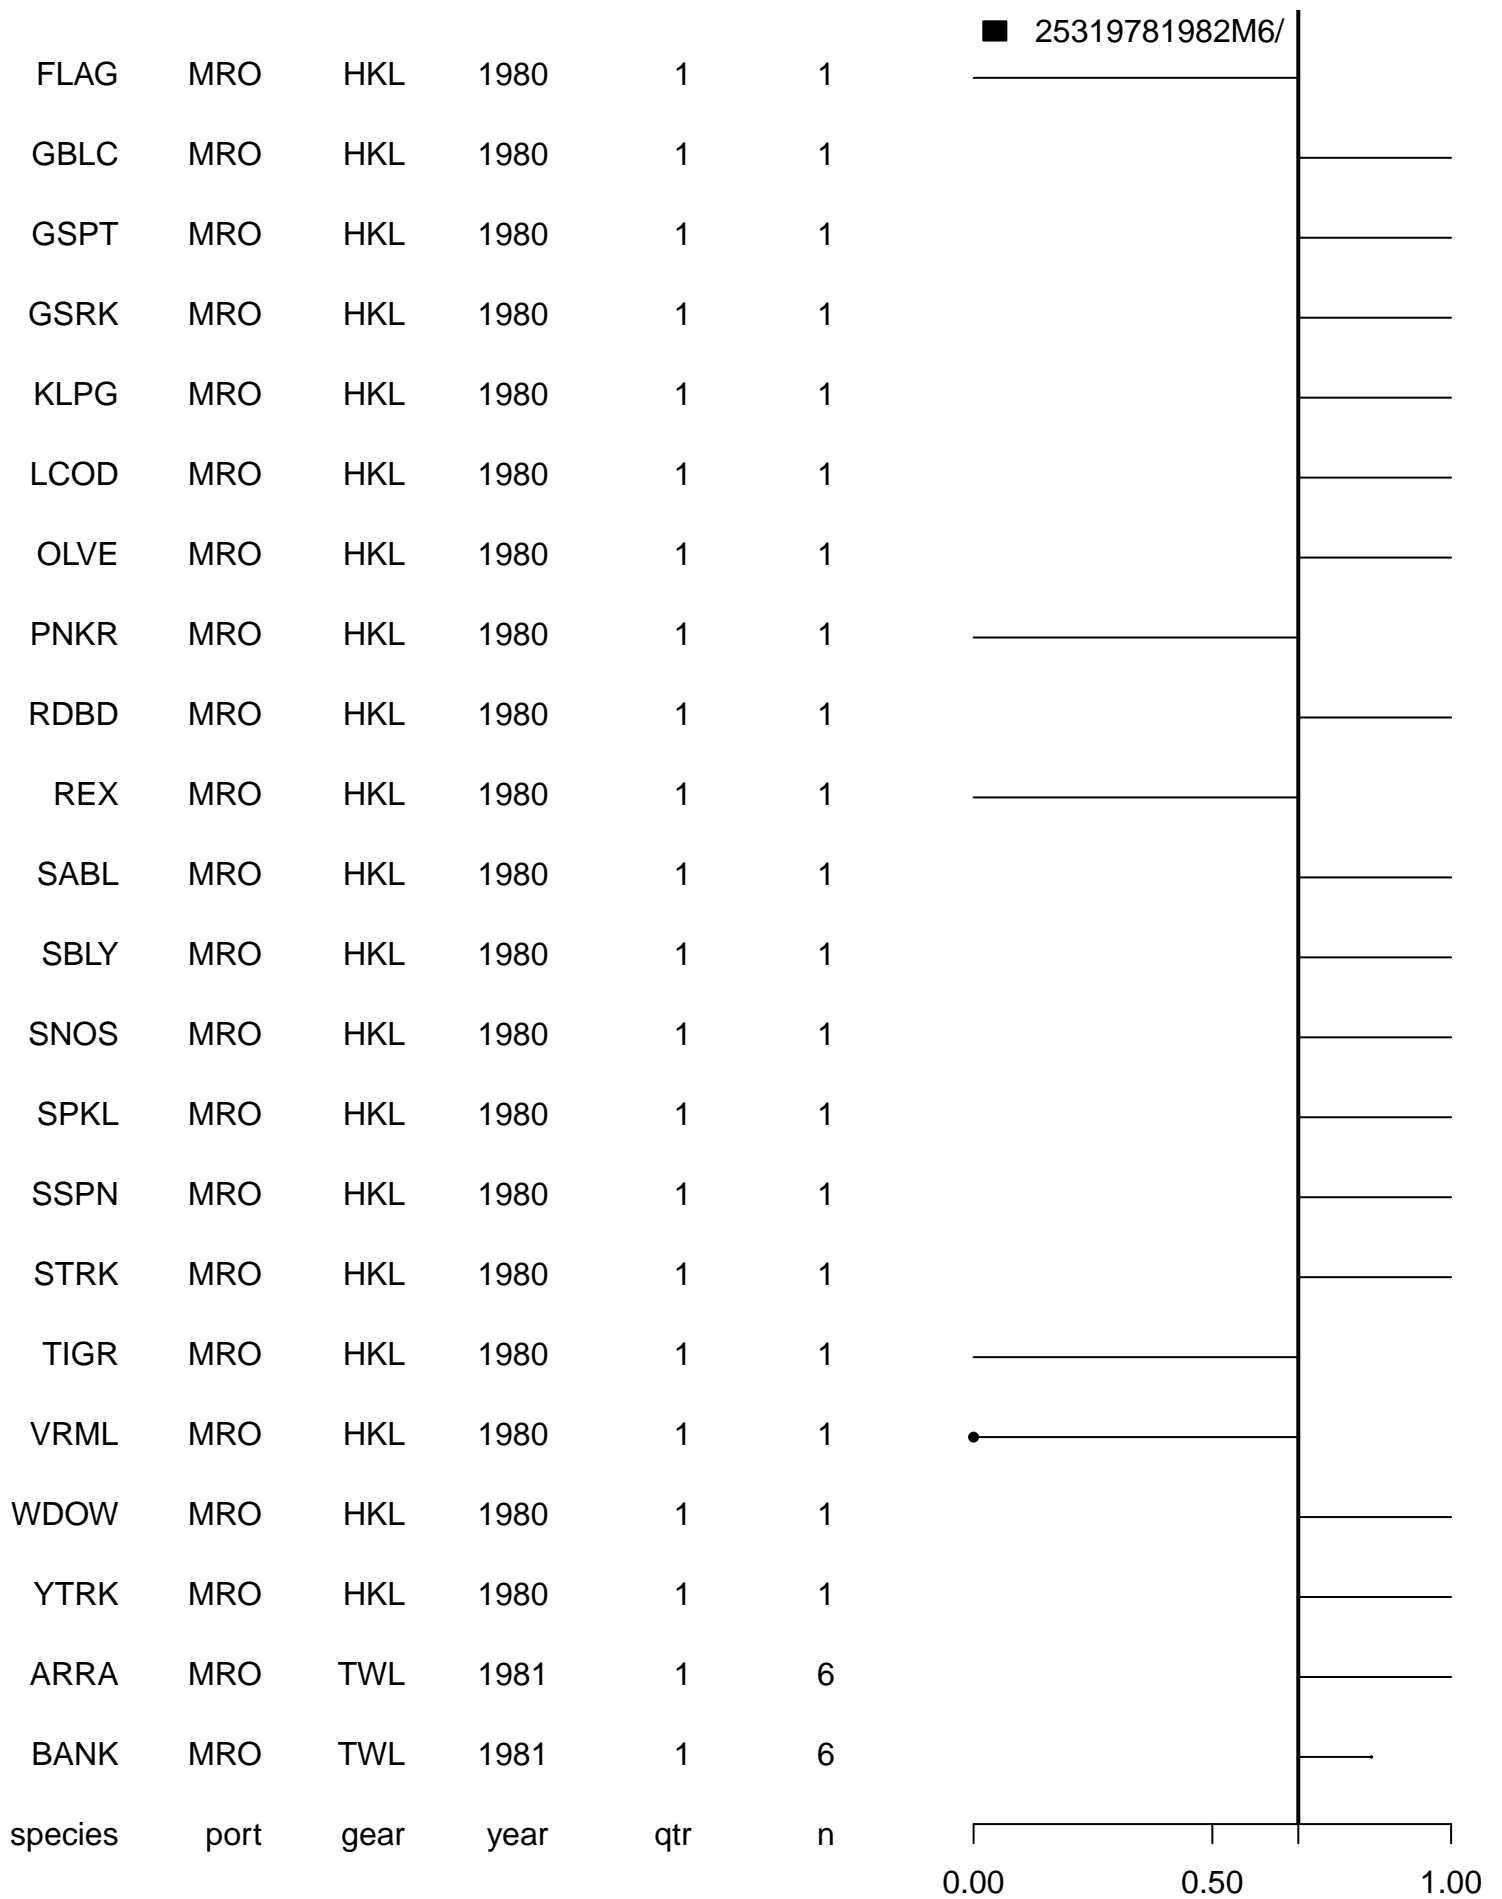 25319781982M6/
FLAG MRO HKL 1980 1 1
GBLC MRO HKL 1980 1 1
GSPT MRO HKL 1980 1 1
GSRK MRO HKL 1980 1 1
KLPG MRO HKL 1980 1 1
LCOD MRO HKL 1980 1 1
OLVE MRO HKL 1980 1 1
PNKR MRO HKL 1980 1 1
RDBD MRO HKL 1980 1 1
REX MRO HKL 1980 1 1
SABL MRO HKL 1980 1 1
SBLY MRO HKL 1980 1 1
SNOS MRO HKL 1980 1 1
SPKL MRO HKL 1980 1 1
SSPN MRO HKL 1980 1 1
STRK MRO HKL 1980 1 1
TIGR MRO HKL 1980 1 1
VRML MRO HKL 1980 1 1
WDOW MRO HKL 1980 1 1
YTRK MRO HKL 1980 1 1
ARRA MRO TWL 1981 1 6
BANK MRO TWL 1981 1 6
species port gear year qtr n
0.00 0.50 1.00